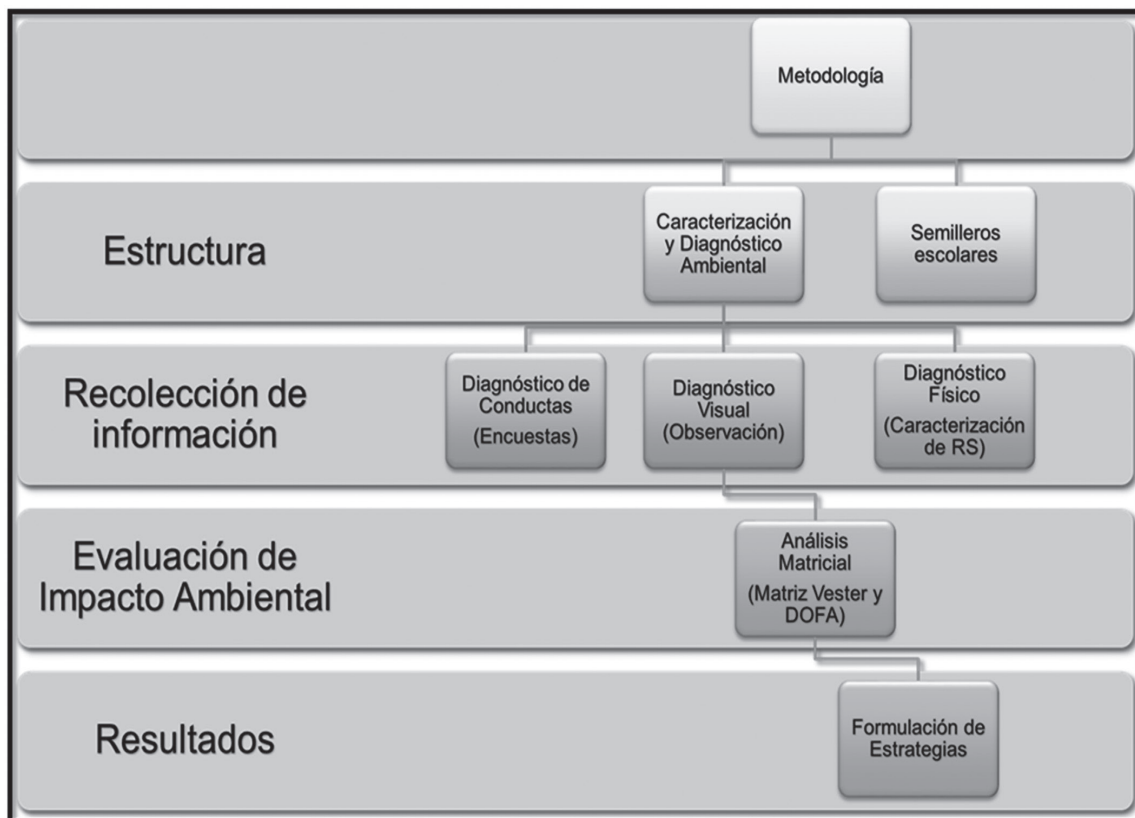 Metodología
Estructura
Caracterización
y Diagnóstico
Ambiental
Semilleros
escolares
Recolección de
información
Diagnóstico de
Conductas
(Encuestas)
Diagnóstico
Visual
(Observación)
Diagnóstico
Físico
(Caracterización
de RS)
Evaluación de
Impacto Ambiental
Análisis
Matricial
(Matriz Vester y
DOFA)
Resultados
Formulación de
Estrategias